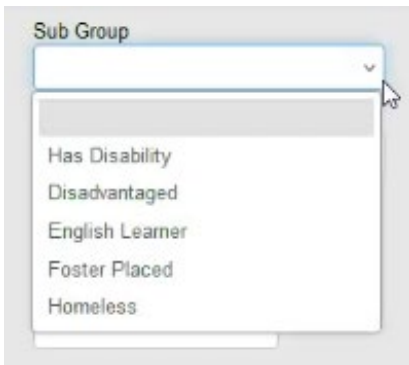 Sub Group
Has Disability
Disadvantaged
English Learner
Foster Placed
Homeless